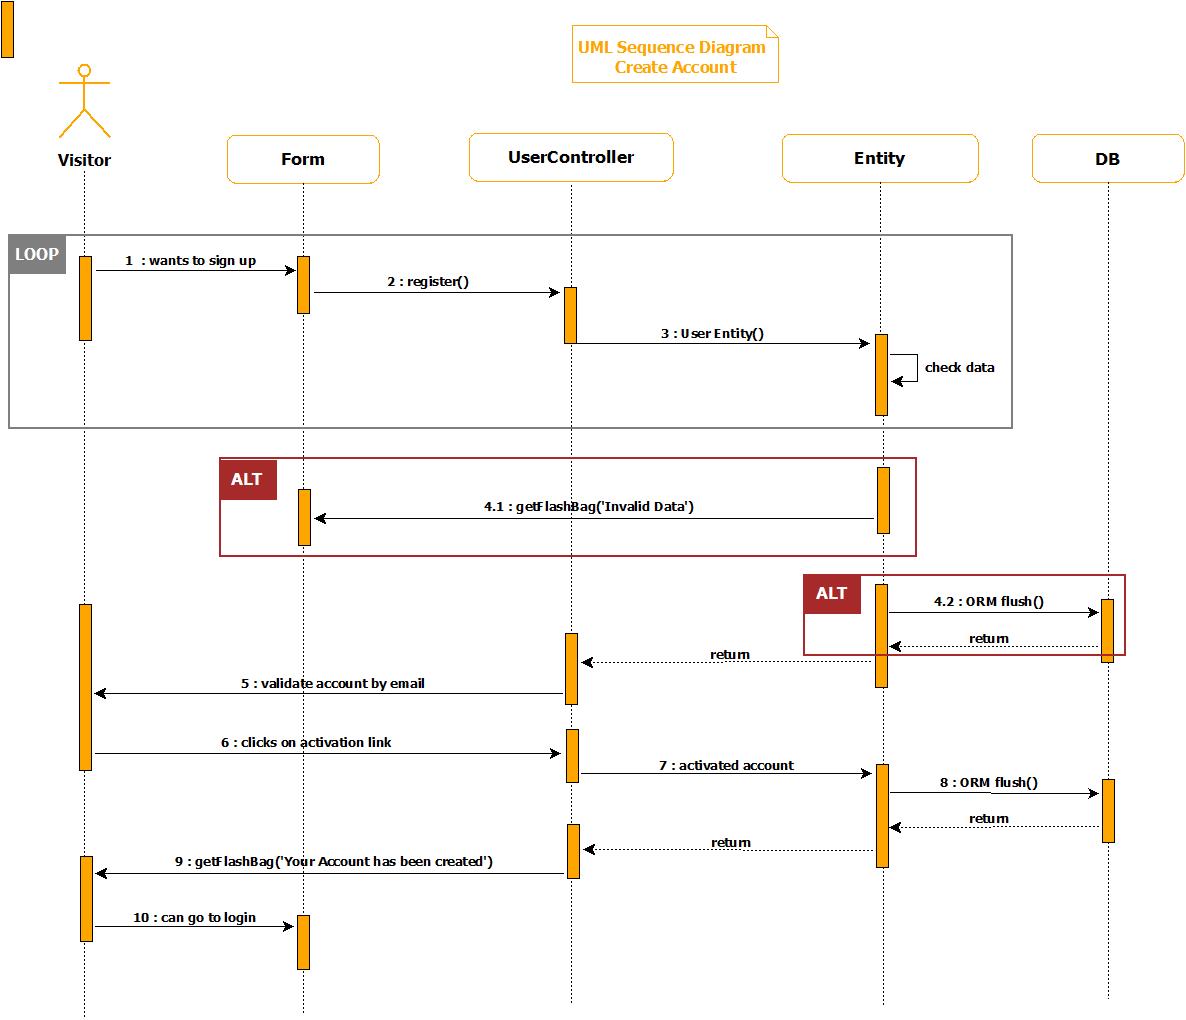 UML Sequence Diagram
Create Account
Visitor
Form
UserController
Entity
DB
LOOP
1 : wants to sign up
2 : register()
3 : User Entity()
check data
ALT
4.1 : getFlashBag('Invalid Data')
ALT
4.2 : ORM flush()
return
return
5 : validate account by email
6 : clicks on activation link
7 : activated account
8 : ORM flush()
return
return
9 : getFlashBag('Your Account has been created')
10 : can go to login